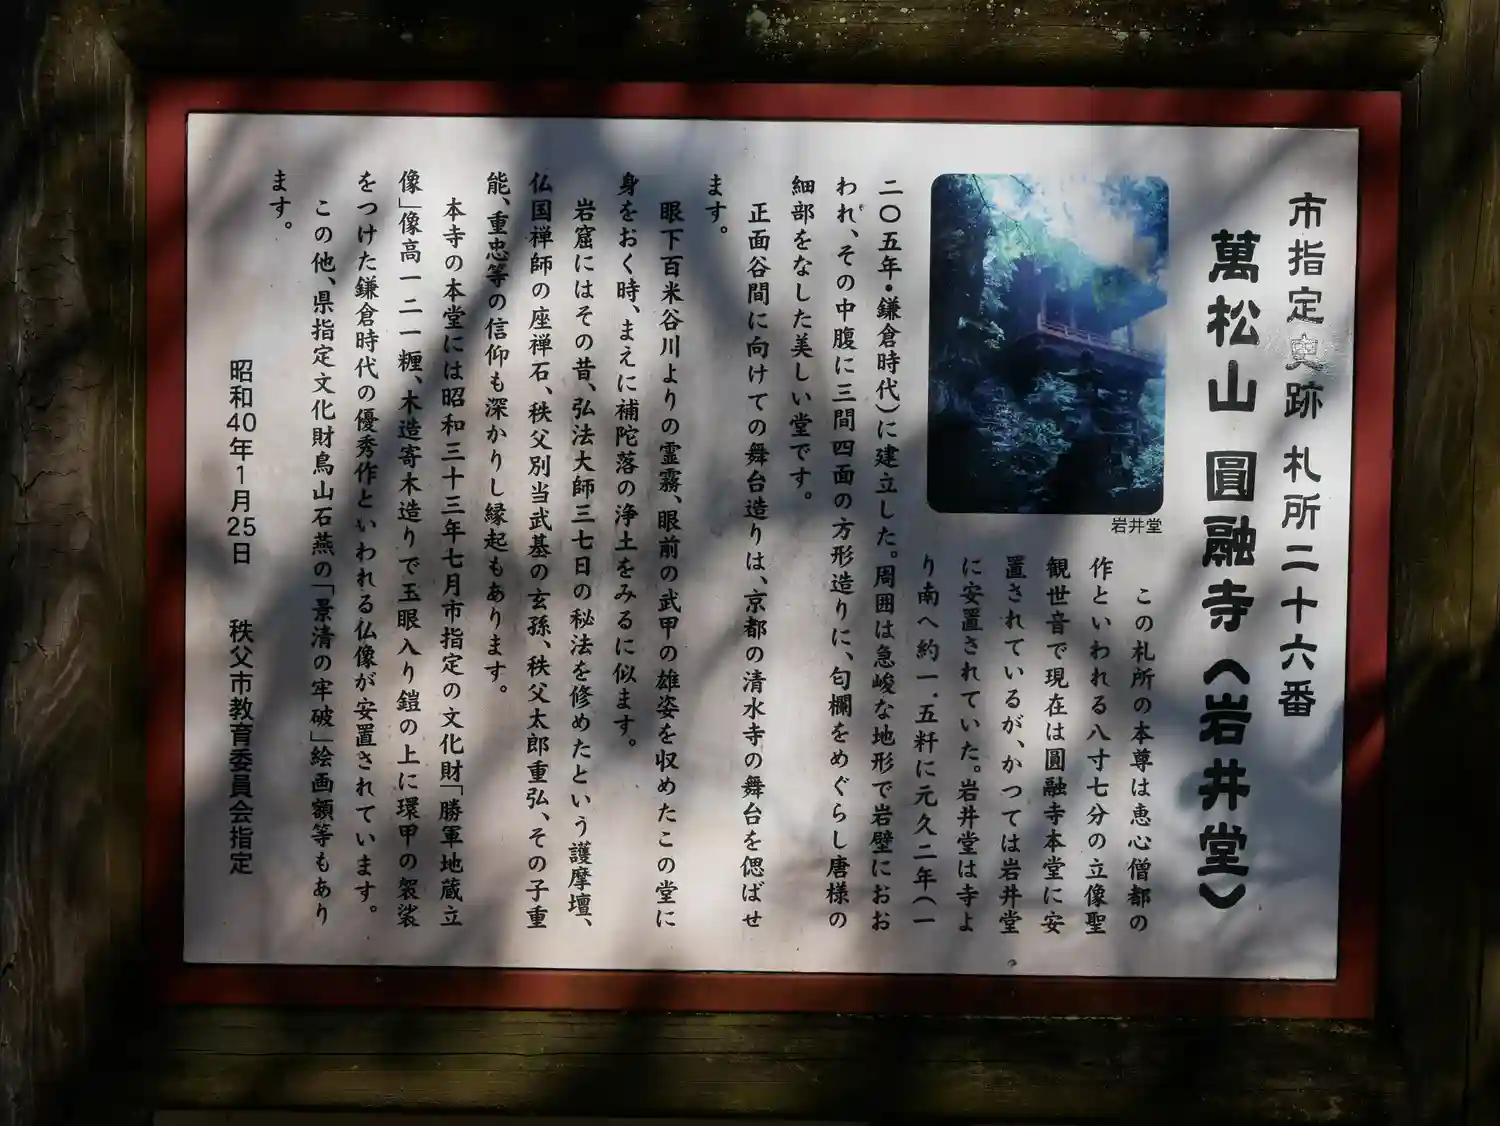 市指定史跡 札所二十六番
萬松山 圓融寺〈岩井堂〉
岩井堂
この札所の本尊は恵心僧都の
作といわれる八寸七分の立像聖
観世音で現在は圓融寺本堂に安
置されているが、かつては岩井堂
に安置されていた。岩井堂は寺よ
り南へ約一.五粁に元久二年(一
二〇五年・鎌倉時代)に建立した。周囲は急峻な地形で岩壁におお
われ、その中腹に三間四面の方形造りに、匂欄をめぐらし唐様の
細部をなした美しい堂です。
正面谷間に向けての舞台造りは、京都の清水寺の舞台を偲ばせ
ます。
眼下百米谷川よりの霊霧、眼前の武甲の雄姿を収めたこの堂に
身をおく時、まえに補陀落の浄土をみるに似ます。
岩窟にはその昔、弘法大師三七日の秘法を修めたという護摩壇、
仏国禅師の座禅石、秩父別当武基の玄孫、秩父太郎重弘、その子重
能、重忠等の信仰も深かりし縁起もあります。
本寺の本堂には昭和三十三年七月市指定の文化財「勝軍地蔵立
像」像高一二一糎、木造寄木造りで玉眼入り鎧の上に環甲の袈裟
をつけた鎌倉時代の優秀作といわれる仏像が安置されています。
この他、県指定文化財鳥山石燕の「景清の牢破」絵画額等もあり
ます。
昭和40年1月25日 秩父市教育委員会指定